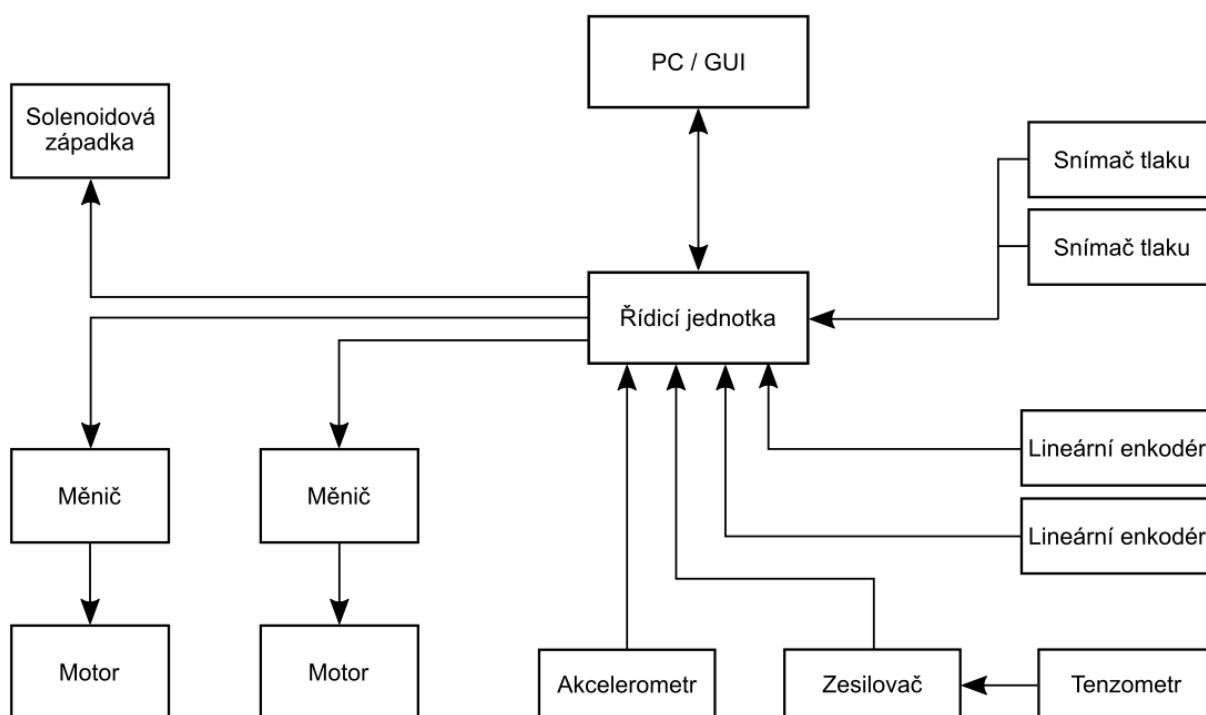 PC / GUI
Solenoidová
západka
Snímač tlaku
Snímač tlaku
Řídicí jednotka
Lineární enkodér
Měnič
Měnič
Lineární enkodér
Motor
Motor
Akcelerometr
Zesilovač
Tenzometr